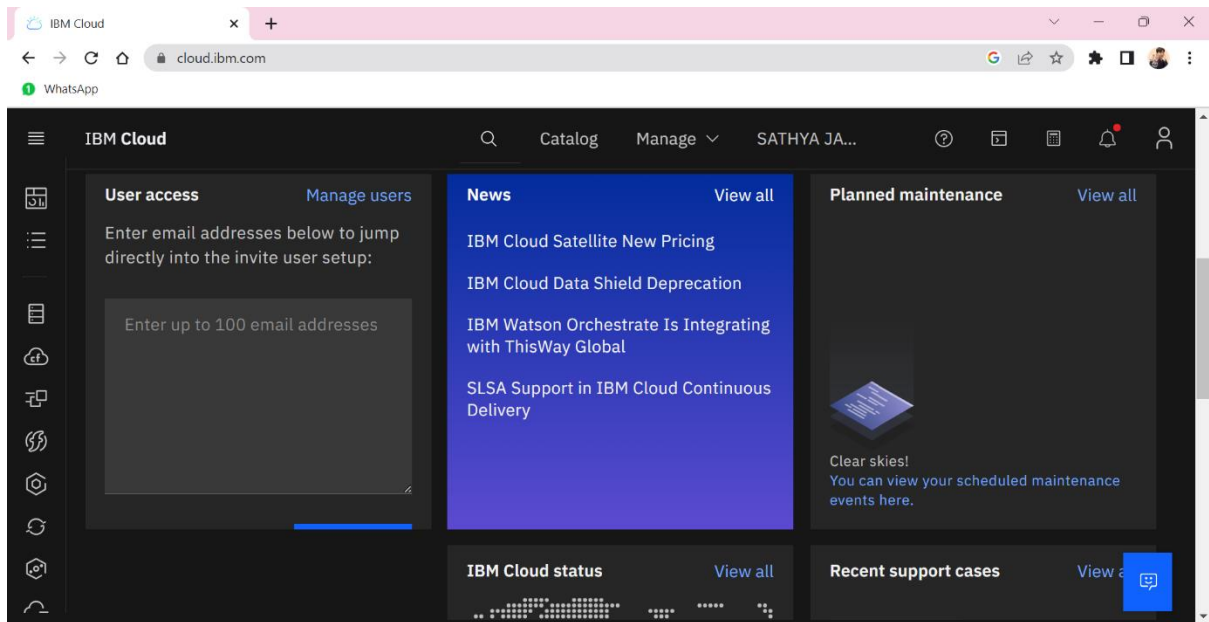 IBM Cloud
cloud.ibm.com
WhatsApp
IBM Cloud
Catalog
Manage
SATHYA JA...
User access
Manage users
Enter email addresses below to jump
directly into the invite user setup:
Enter up to 100 email addresses
News
View all
IBM Cloud Satellite New Pricing
IBM Cloud Data Shield Deprecation
IBM Watson Orchestrate Is Integrating
with ThisWay Global
SLSA Support in IBM Cloud Continuous
Delivery
Planned maintenance
View all
Clear skies!
You can view your scheduled maintenance
events here.
IBM Cloud status
View all
Recent support cases
View